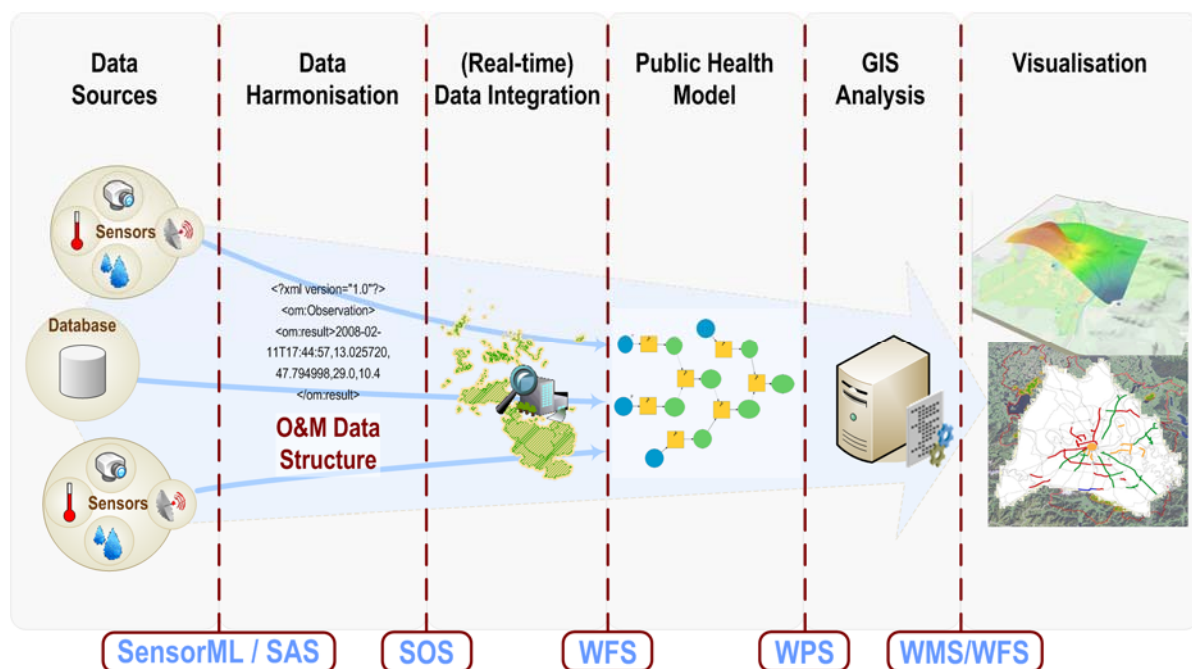 Data
Sources
Data
Harmonisation
(Real-time)
Data Integration
Public Health
Model
GIS
Analysis
Visualisation
Sensors
Database
Sensors
<?xml version="1.0"?>
<om:Observation>
<om:result>2008-02-
11T17:44:57,13.025720,
47.794998,29.0,10.4
</om:result>
O&M Data
Structure
SensorML / SAS
SOS
WFS
WPS
WMS/WFS